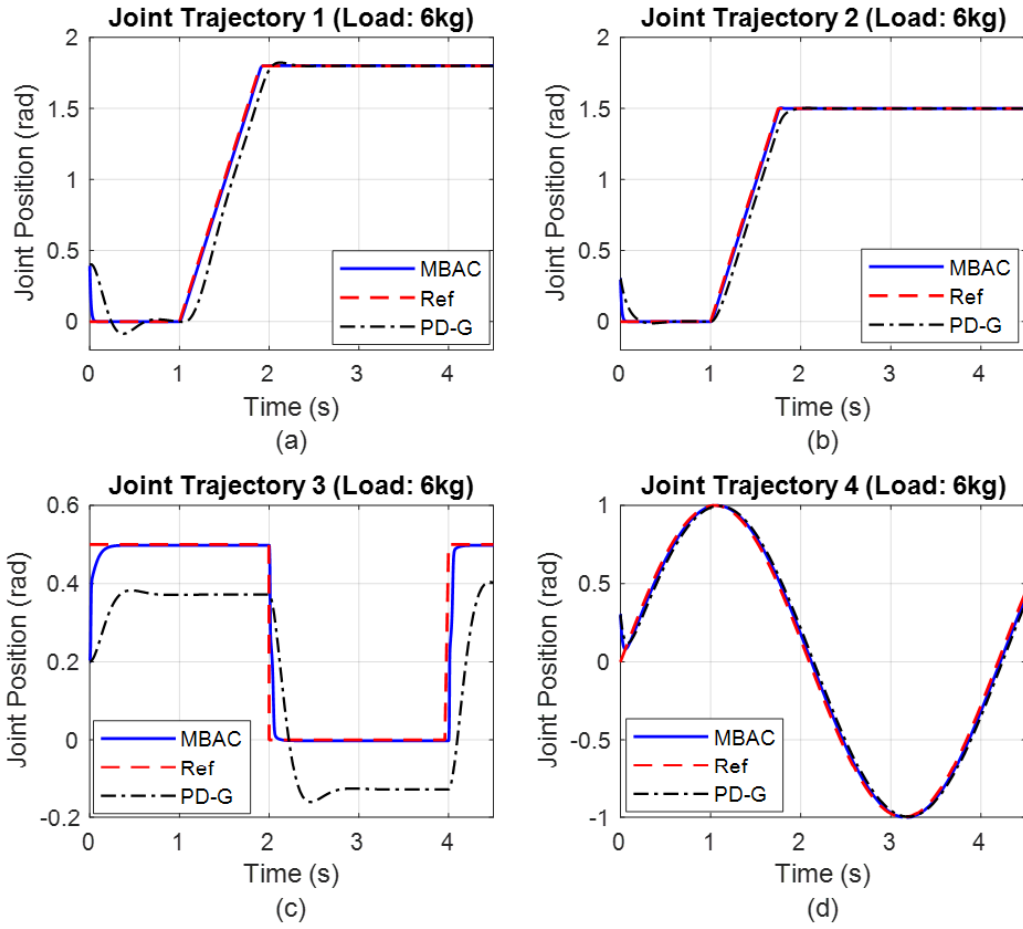 Joint Trajectory 1 (Load: 6kg)
Joint Position (rad)
2
1.5
1
0.5
0
MBAC
Ref
PD-G
0 1 2 3 4
Time (s)
(a)
Joint Trajectory 2 (Load: 6kg)
Joint Position (rad)
2
1.5
1
0.5
0
MBAC
Ref
PD-G
0 1 2 3 4
Time (s)
(b)
Joint Trajectory 3 (Load: 6kg)
Joint Position (rad)
0.6
0.4
0.2
0
-0.2
MBAC
Ref
PD-G
0 1 2 3 4
Time (s)
(c)
Joint Trajectory 4 (Load: 6kg)
Joint Position (rad)
1
0.5
0
-0.5
-1
MBAC
Ref
PD-G
0 1 2 3 4
Time (s)
(d)